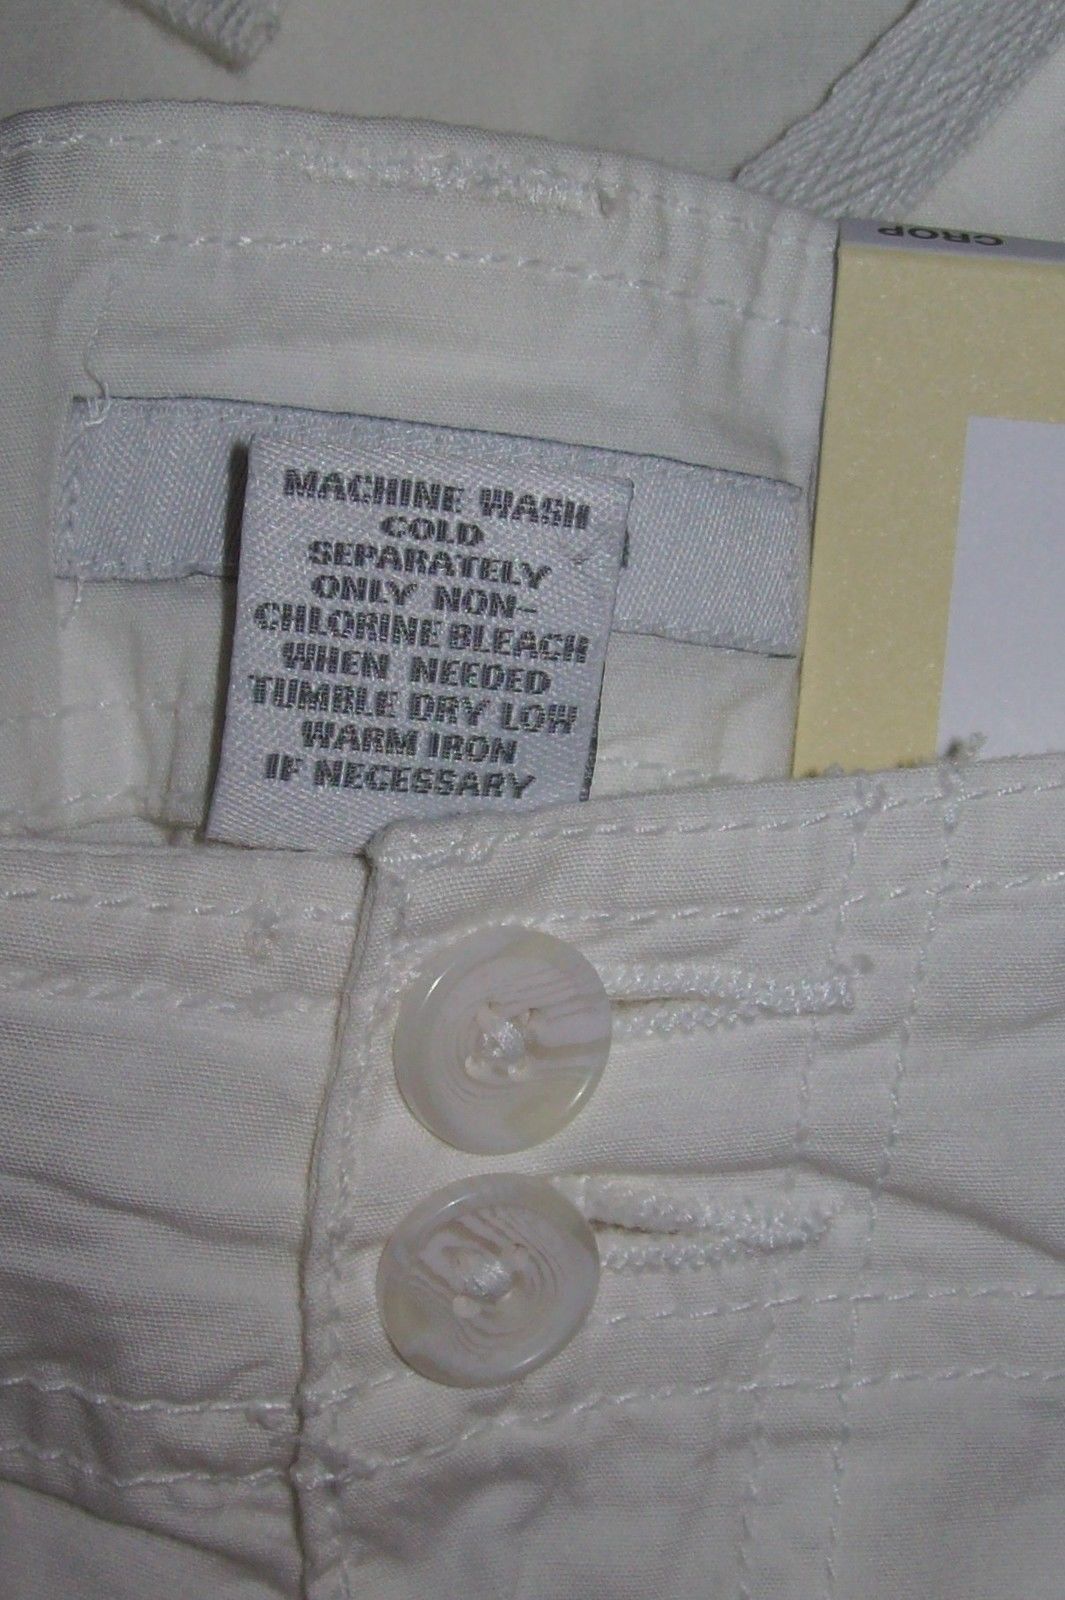 CROP
MACHINE WASH
COLD
SEPARATELY
ONLY NON-
CHLORINE BLEACH
WHEN NEEDED
TUMBLE DRY LOW
WARM IRON
IF NECESSARY